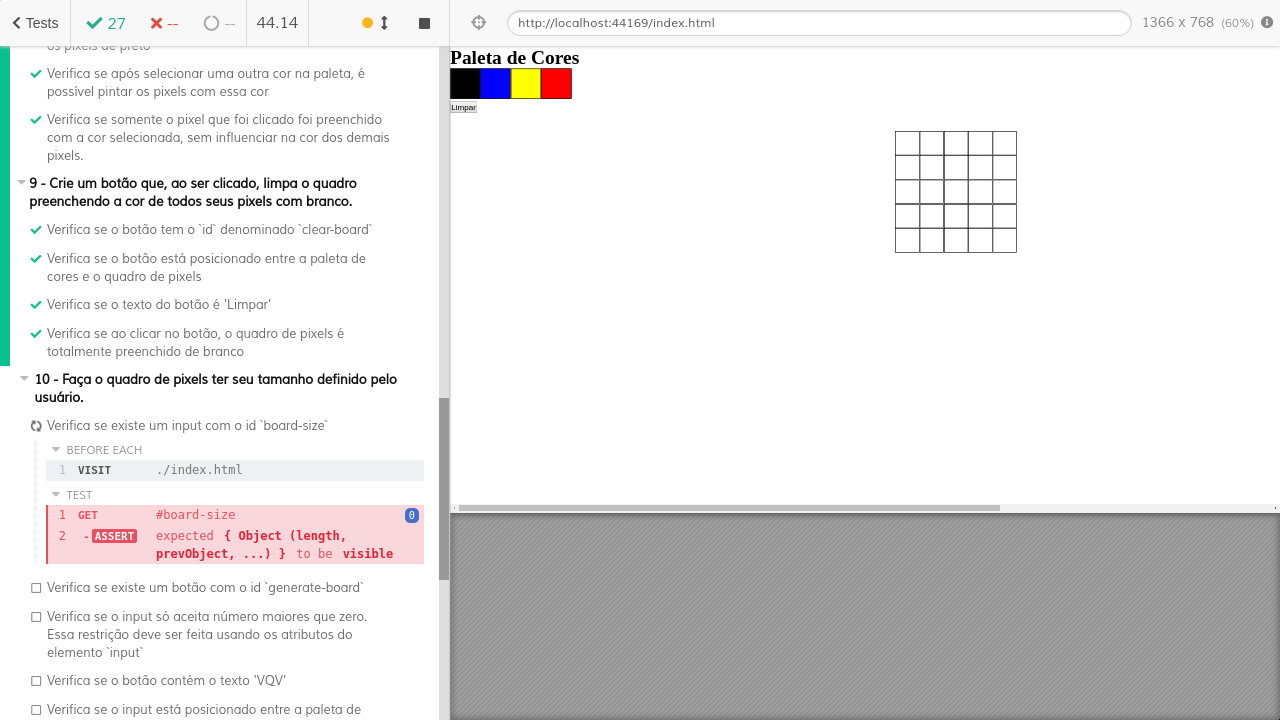 Tests
27
--
--
44.14
http://localhost:44169/index.html
1366 x 768 (60%)
os pixels de preto
Verifica se após selecionar uma outra cor na paleta, é
possível pintar os pixels com essa cor
Verifica se somente o pixel que foi clicado foi preenchido
com a cor selecionada, sem influenciar na cor dos demais
pixels.
9 - Crie um botão que, ao ser clicado, limpa o quadro
preenchendo a cor de todos seus pixels com branco.
Verifica se o botão tem o `id` denominado `clear-board`
Verifica se o botão está posicionado entre a paleta de
cores e o quadro de pixels
Verifica se o texto do botão é 'Limpar'
Verifica se ao clicar no botão, o quadro de pixels é
totalmente preenchido de branco
10 - Faça o quadro de pixels ter seu tamanho definido pelo
usuário.
Verifica se existe um input com o id `board-size`
BEFORE EACH
1 VISIT ./index.html
TEST
1 GET #board-size 0
2 -ASSERT expected { Object (length,
prevObject, ...) } to be visible
Verifica se existe um botão com o id `generate-board`
Verifica se o input só aceita número maiores que zero.
Essa restrição deve ser feita usando os atributos do
elemento `input`
Verifica se o botão contém o texto 'VQV'
Verifica se o input está posicionado entre a paleta de
Paleta de Cores
Limpar